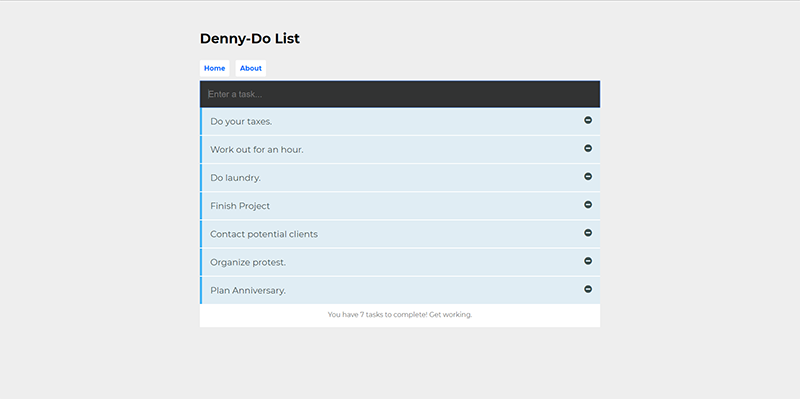 Denny-Do List
Home About
Enter a task...
Do your taxes.
Work out for an hour.
Do laundry.
Finish Project
Contact potential clients
Organize protest.
Plan Anniversary.
You have 7 tasks to complete! Get working.